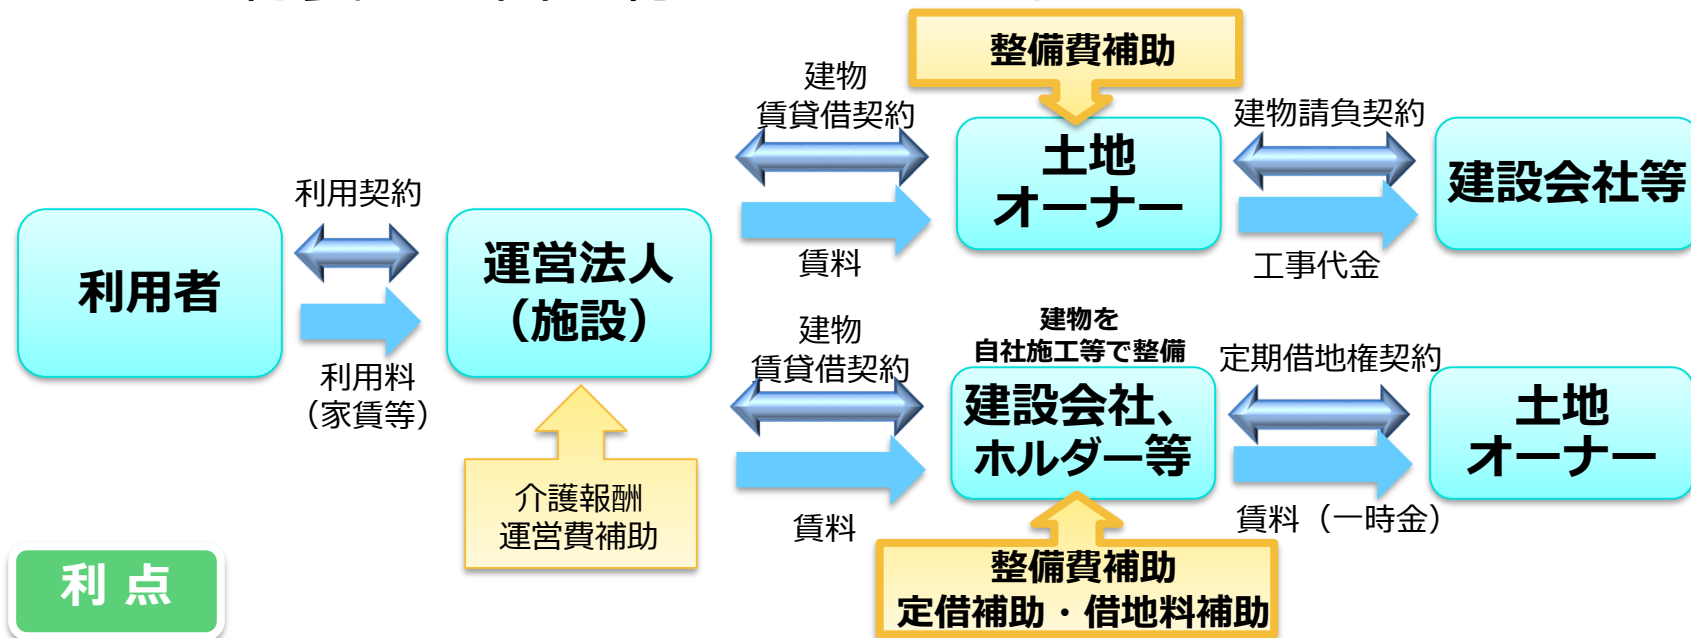 整備費補助
建物
賃貸借契約
土地
オーナー
建物請負契約
建設会社等
賃料
工事代金
利用契約
利用者
利用料
（家賃等）
運営法人
（施設）
介護報酬
運営費補助
建物
賃貸借契約
賃料
建物を
自社施工等で整備
建設会社、
ホルダー等
定期借地権契約
土地
オーナー
賃料（一時金）
整備費補助
定借補助・借地料補助
利 点